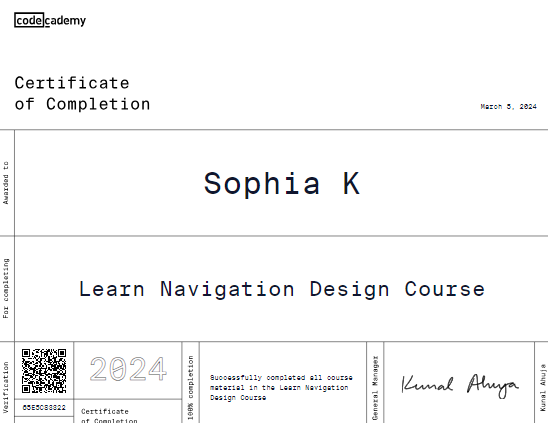 codecademy
Certificate
of Completion
March 5, 2024
Awarded to
Sophia K
For completing
Learn Navigation Design Course
Verification
2024
Certificate
of Completion
100% completion
Successfully completed all course
material in the Learn Navigation
Design Course
General Manager
Kunal Ahuja
Kunal Ahuja